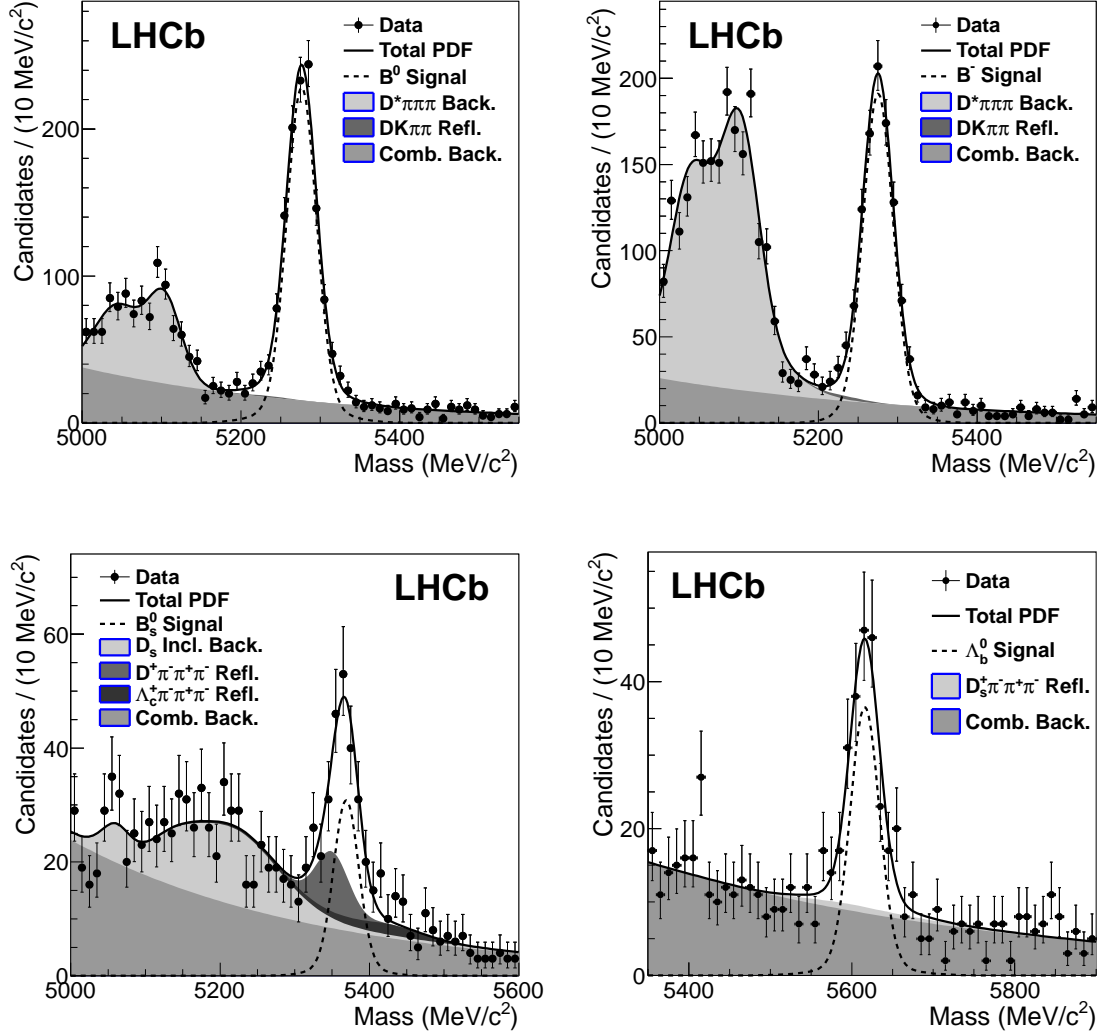 LHCb
Data
Total PDF
B⁰ Signal
D*πππ Back.
DKππ Refl.
Comb. Back.
Candidates / (10 MeV/c²)
200
100
0
5000 5200 5400
Mass (MeV/c²)
LHCb
Data
Total PDF
B⁻ Signal
D*πππ Back.
DKππ Refl.
Comb. Back.
Candidates / (10 MeV/c²)
200
150
100
50
0
5000 5200 5400
Mass (MeV/c²)
LHCb
Data
Total PDF
B⁰ₛ Signal
Dₛ Incl. Back.
D⁺π⁻π⁺π⁻ Refl.
Λ⁺c π⁻π⁺π⁻ Refl.
Comb. Back.
Candidates / (10 MeV/c²)
60
40
20
0
5000 5200 5400 5600
Mass (MeV/c²)
LHCb
Data
Total PDF
Λ⁰b Signal
D⁺ₛπ⁻π⁺π⁻ Refl.
Comb. Back.
Candidates / (10 MeV/c²)
40
20
0
5400 5600 5800
Mass (MeV/c²)